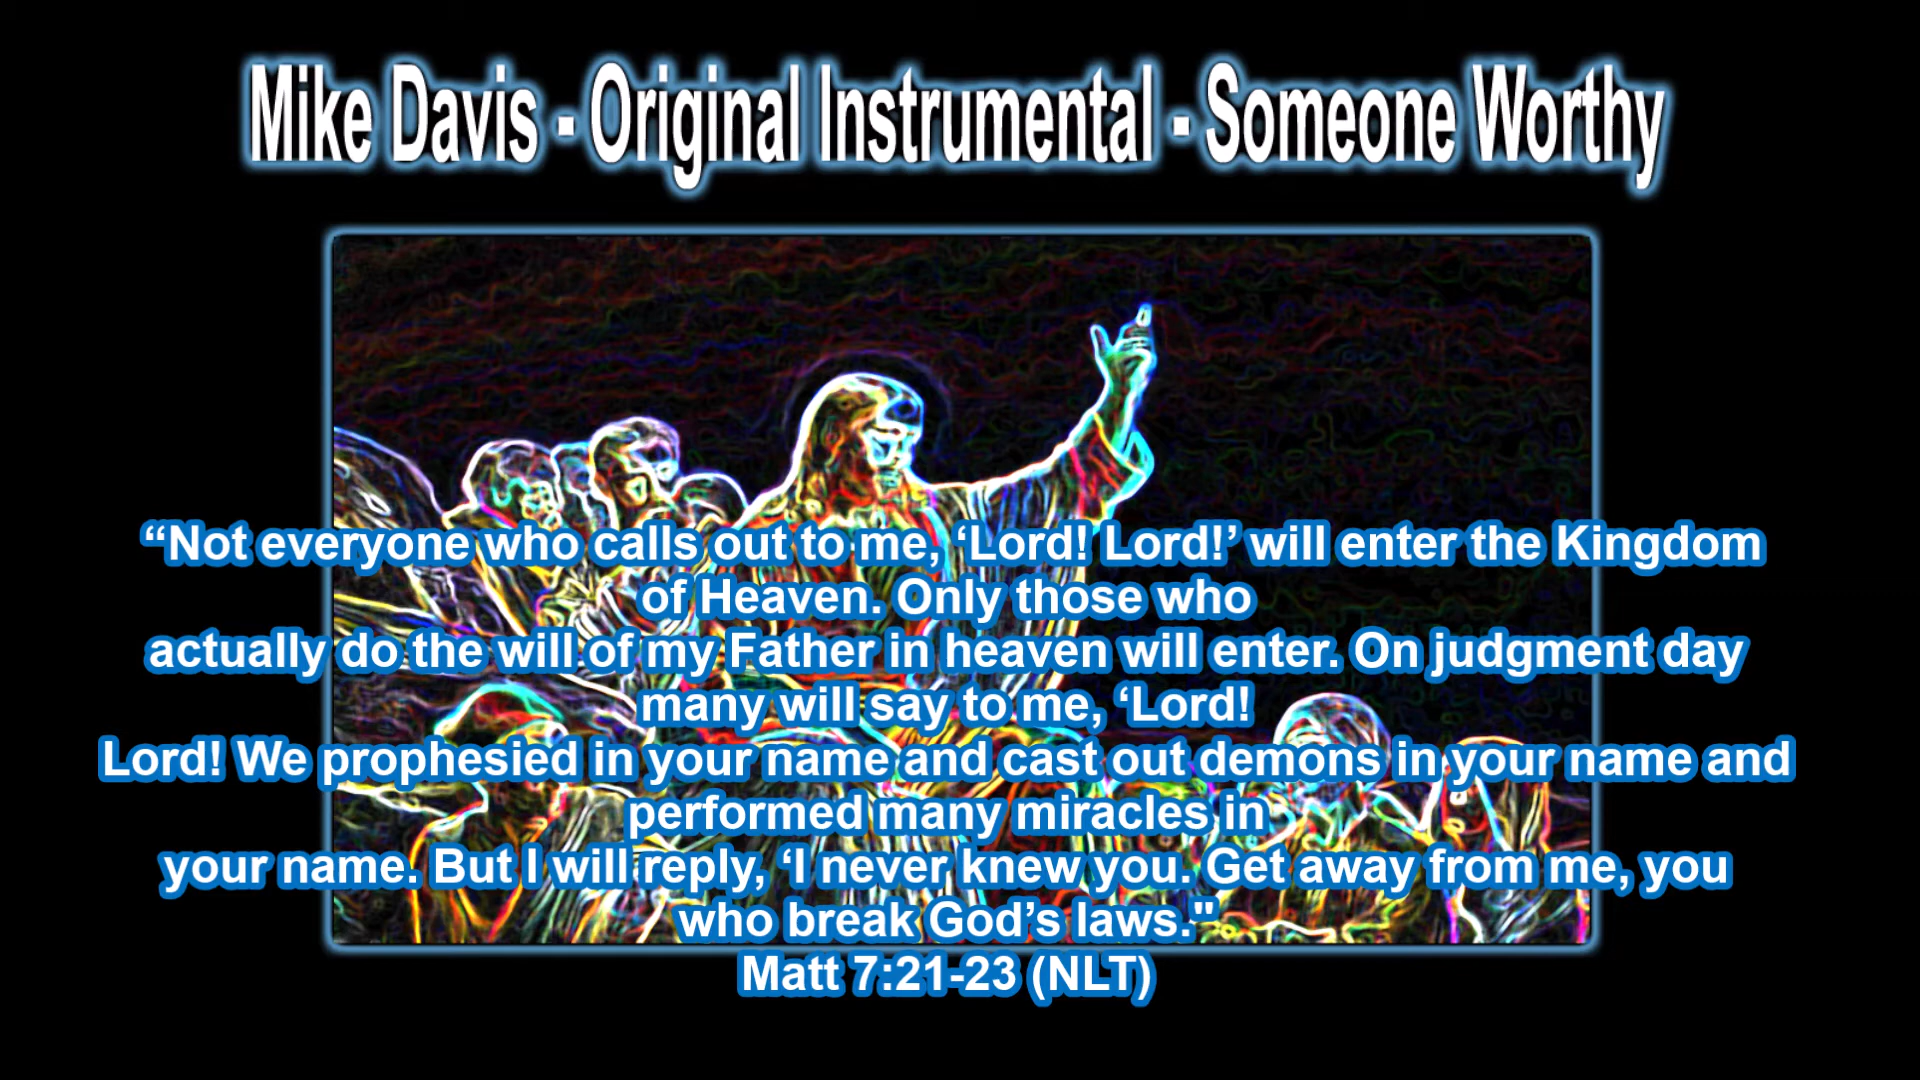 Mike Davis - Original Instrumental - Someone Worthy
“Not everyone who calls out to me, ‘Lord! Lord!’ will enter the Kingdom
of Heaven. Only those who
actually do the will of my Father in heaven will enter. On judgment day
many will say to me, ‘Lord!
Lord! We prophesied in your name and cast out demons in your name and
performed many miracles in
your name. But I will reply, ‘I never knew you. Get away from me, you
who break God’s laws."
Matt 7:21-23 (NLT)